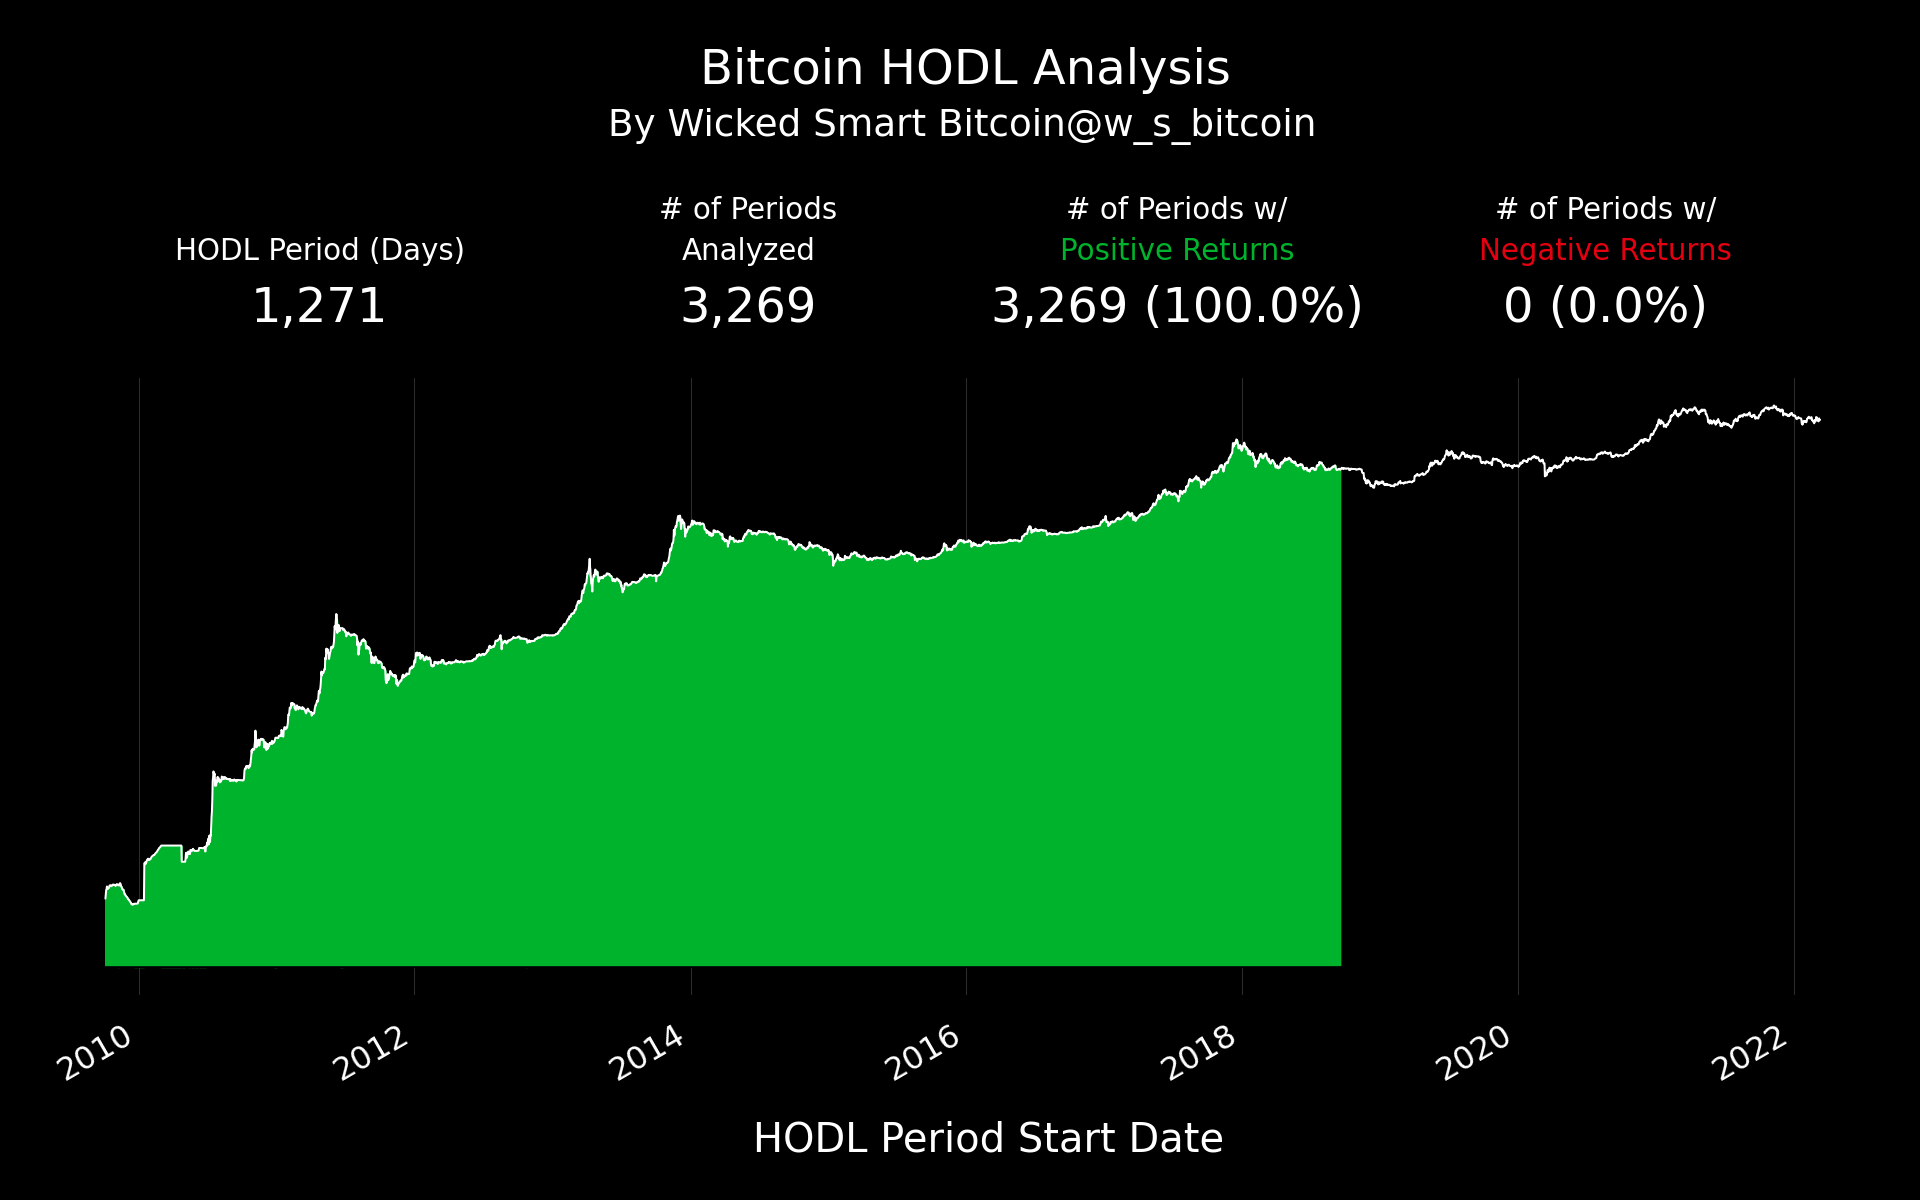 Bitcoin HODL Analysis
By Wicked Smart Bitcoin@w_s_bitcoin
HODL Period (Days)
1,271
# of Periods
Analyzed
3,269
# of Periods w/
Positive Returns
3,269 (100.0%)
# of Periods w/
Negative Returns
0 (0.0%)
2010
2012
2014
2016
2018
2020
2022
HODL Period Start Date